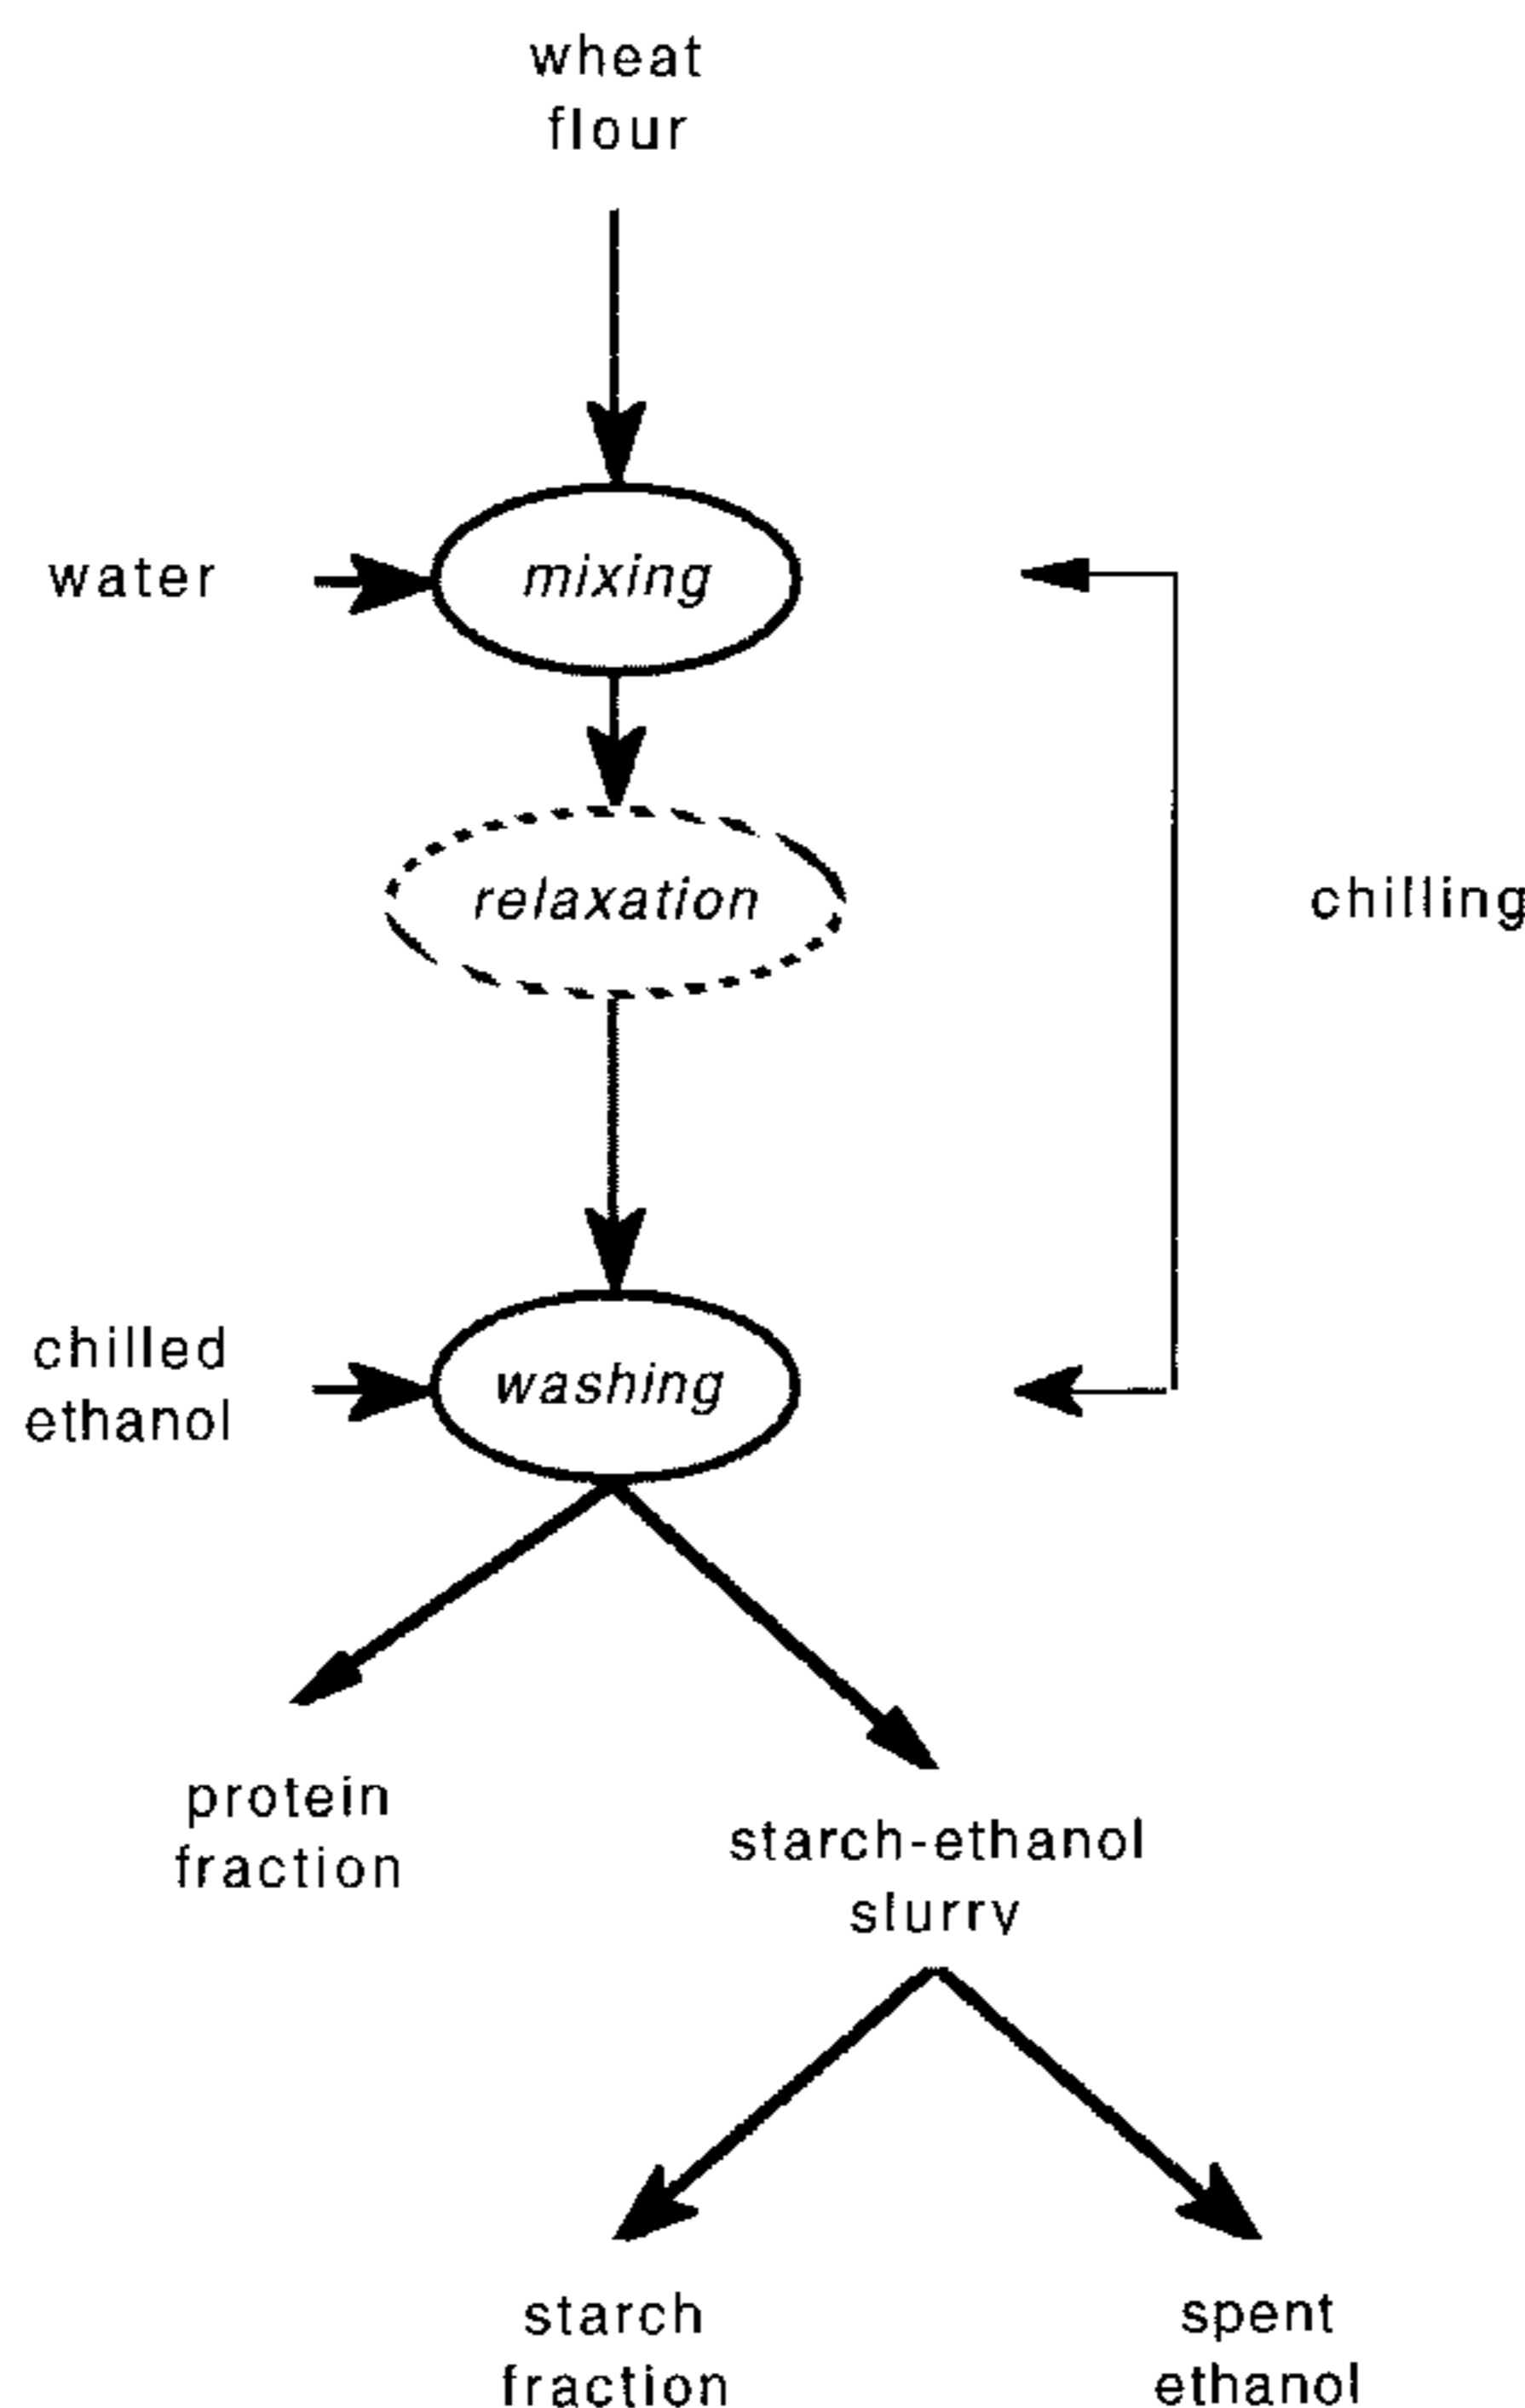 wheat
flour
water
mixing
relaxation
chilling
chilled
ethanol
washing
protein
fraction
starch-ethanol
slurry
starch
fraction
spent
ethanol